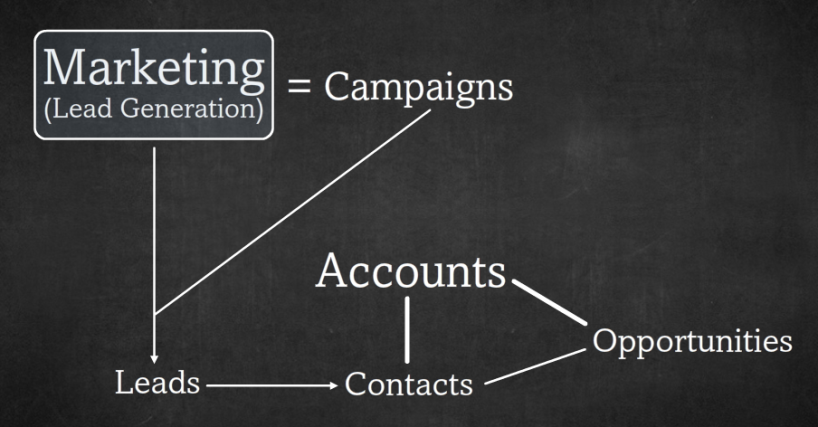 Marketing
(Lead Generation)
= Campaigns
Accounts
Opportunities
Leads
Contacts